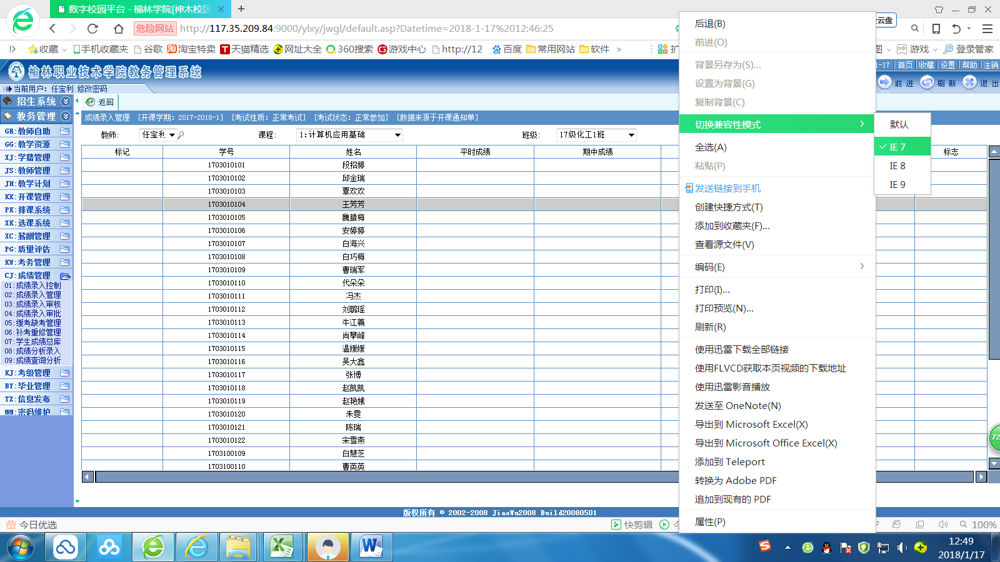 数字校园平台 - 榆林学院[神木校区
危险网站 http://117.35.209.84:9000/ylxy/jwgl/default.asp?Datetime=2018-1-17%2012:46:25
云盘
收藏 手机收藏夹 谷歌 淘宝特卖 天猫精选 网址大全 360搜索 游戏中心 http://12 百度 常用网站 软件 » 扩 图 游戏 登录管家
榆林职业技术学院教务管理系统
1-17 | 首页 | 收藏 | 设置 | 帮助 | 注销
当前用户: 任宝利 修改密码
前 进 刷 新 退 出
招生系统
教务管理
GR:教师自助
GG:教学资源
XJ:学籍管理
JS:教师管理
JH:教学计划
KK:开课管理
PK:排课系统
XK:选课系统
XC:薪酬管理
PG:质量评估
KW:考务管理
CJ:成绩管理
01:成绩录入控制
02:成绩录入管理
03:成绩录入审核
04:成绩录入审批
05:缓考缺考管理
06:补考重修管理
07:学生成绩总库
08:成绩分析录入
09:成绩查询分析
KJ:考级管理
BY:毕业管理
TZ:信息发布
MM:密码维护
返回
成绩录入管理 [开课学期: 2017-2018-1] [考试性质: 正常考试] [考试状态: 正常参加] [数据来源于开课通知单]
教师: 任宝利 课程: 1:计算机应用基础 班级: 17级化工1班
标记 学号 姓名 平时成绩 期中成绩 标志
1703010101 段招婷
1703010102 邱金瑞
1703010103 覃欢欢
1703010104 王芳芳
1703010105 魏腊梅
1703010106 安婷婷
1703010107 白海兴
1703010108 白巧梅
1703010109 曹瑞军
1703010110 代朵朵
1703010111 冯杰
1703010112 刘璐瑶
1703010113 牛江羲
1703010114 尚攀峰
1703010115 温媛媛
1703010116 吴大鑫
1703010117 张博
1703010118 赵凯凯
1703010119 赵艳娥
1703010120 朱雯
1703010121 陈瑞
1703010122 宋雪燕
1703100109 白慧芝
1703100110 曹英英
后退(B)
前进(O)
背景另存为(S)...
设置为背景(G)
复制背景(C)
切换兼容性模式
全选(A)
粘贴(P)
发送链接到手机
创建快捷方式(T)
添加到收藏夹(F)...
查看源文件(V)
编码(E)
打印(I)...
打印预览(N)...
刷新(R)
使用迅雷下载全部链接
使用FLVCD获取本页视频的下载地址
使用迅雷影音播放
发送至 OneNote(N)
导出到 Microsoft Excel(X)
导出到 Microsoft Office Excel(X)
添加到 Teleport
转换为 Adobe PDF
追加到现有的 PDF
属性(P)
默认
IE 7
IE 8
IE 9
72
版权所有 © 2002-2008 JiaoWu2008 Build20080501
今日优选 快剪辑 100%
12:49
2018/1/17